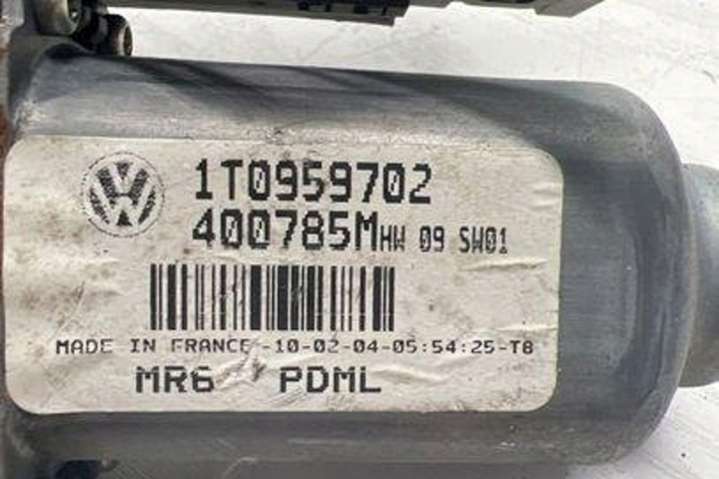 1T0959702
400785M HW 09 SW01
MADE IN FRANCE -10-02-04-05:54:25-T8
MR6 PDML